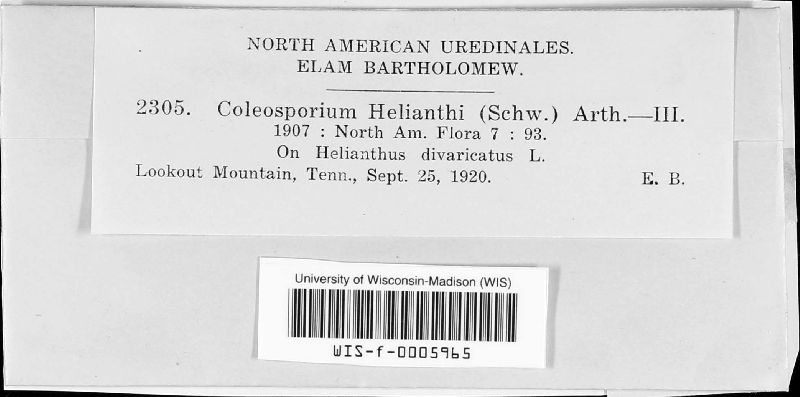 NORTH AMERICAN UREDINALES.
ELAM BARTHOLOMEW.
2305. Coleosporium Helianthi (Schw.) Arth.—III.
1907 : North Am. Flora 7 : 93.
On Helianthus divaricatus L.
Lookout Mountain, Tenn., Sept. 25, 1920. E. B.
University of Wisconsin-Madison (WIS)
WIS-f-0005965